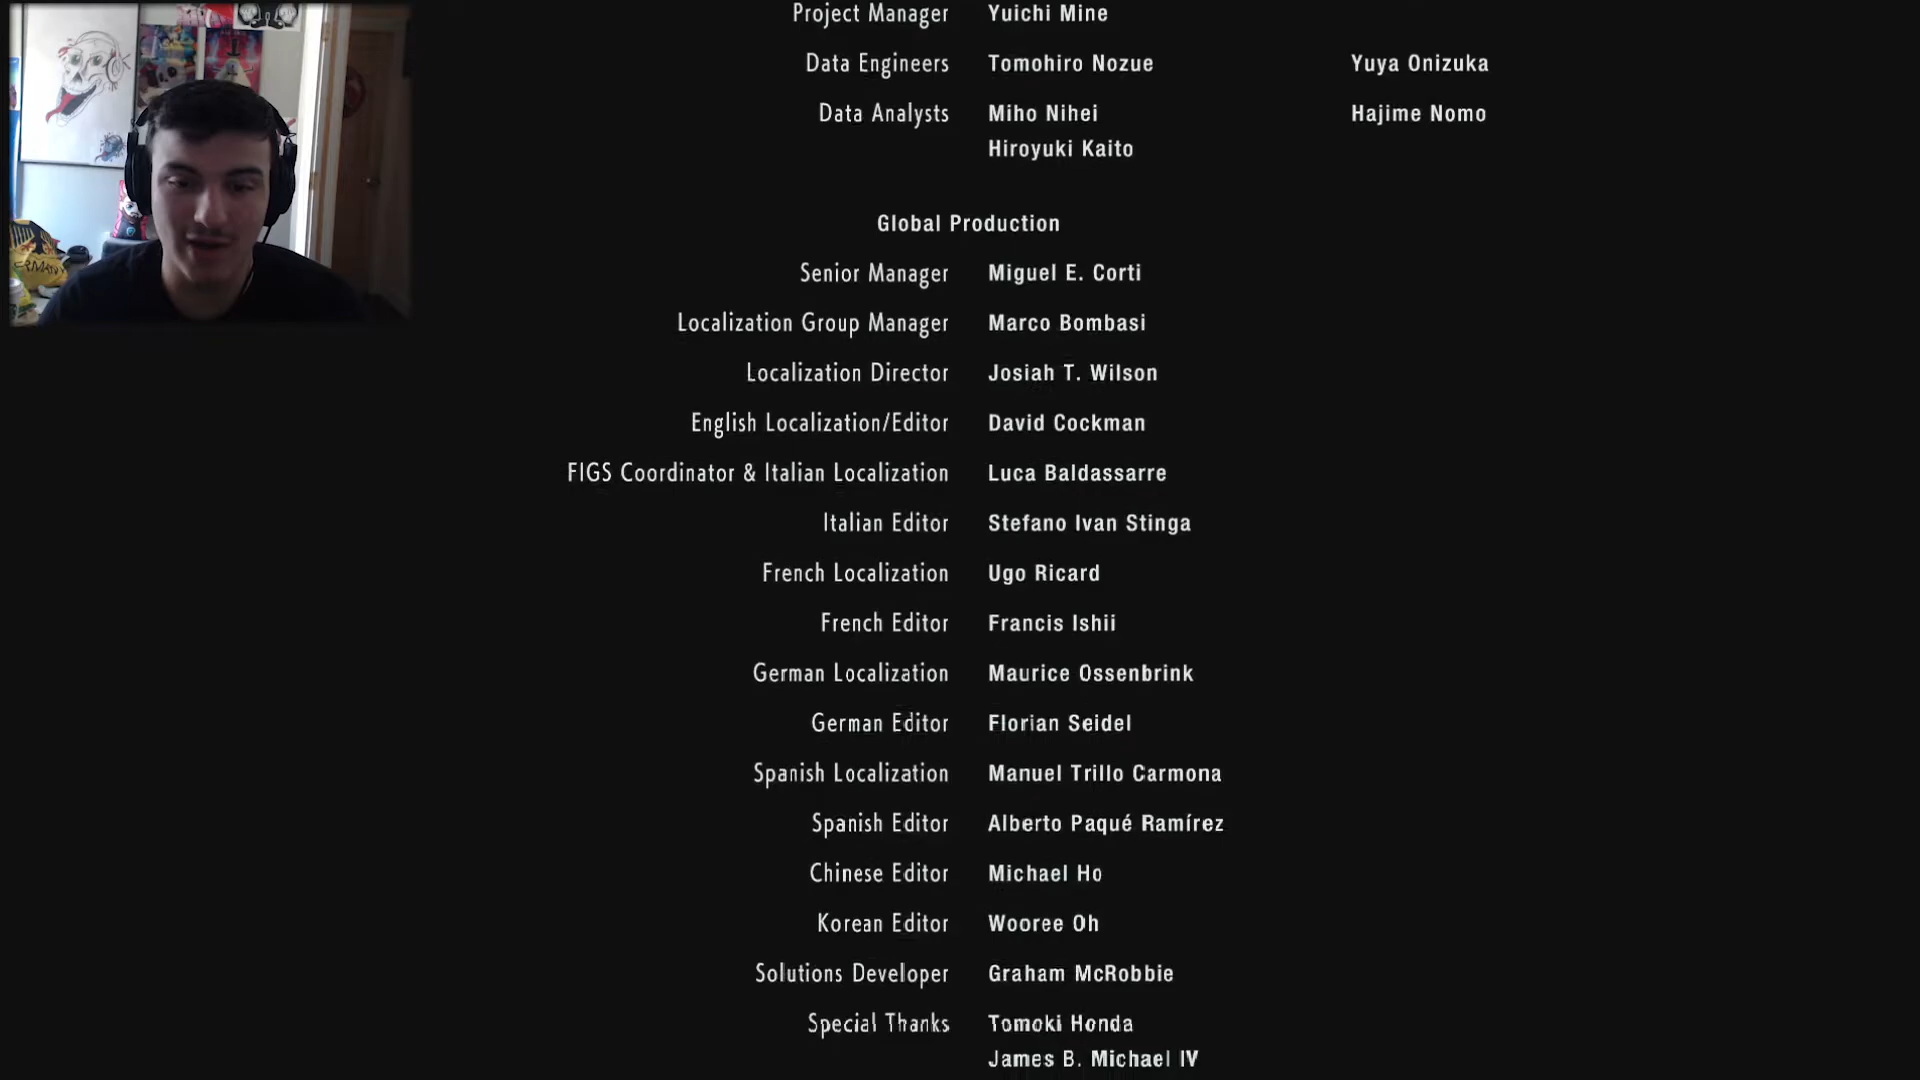 Project Manager Yuichi Mine
Data Engineers Tomohiro Nozue Yuya Onizuka
Data Analysts Miho Nihei Hajime Nomo
Hiroyuki Kaito
Global Production
Senior Manager Miguel E. Corti
Localization Group Manager Marco Bombasi
Localization Director Josiah T. Wilson
English Localization/Editor David Cockman
FIGS Coordinator & Italian Localization Luca Baldassarre
Italian Editor Stefano Ivan Stinga
French Localization Ugo Ricard
French Editor Francis Ishii
German Localization Maurice Ossenbrink
German Editor Florian Seidel
Spanish Localization Manuel Trillo Carmona
Spanish Editor Alberto Paqué Ramírez
Chinese Editor Michael Ho
Korean Editor Wooree Oh
Solutions Developer Graham McRobbie
Special Thanks Tomoki Honda
James B. Michael IV